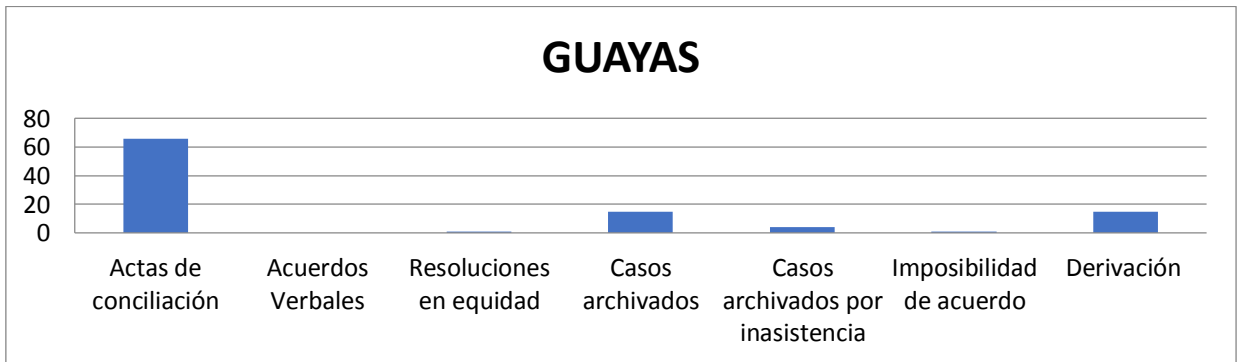 GUAYAS
80
60
40
20
0
Actas de conciliación
Acuerdos Verbales
Resoluciones en equidad
Casos archivados
Casos archivados por inasistencia
Imposibilidad de acuerdo
Derivación